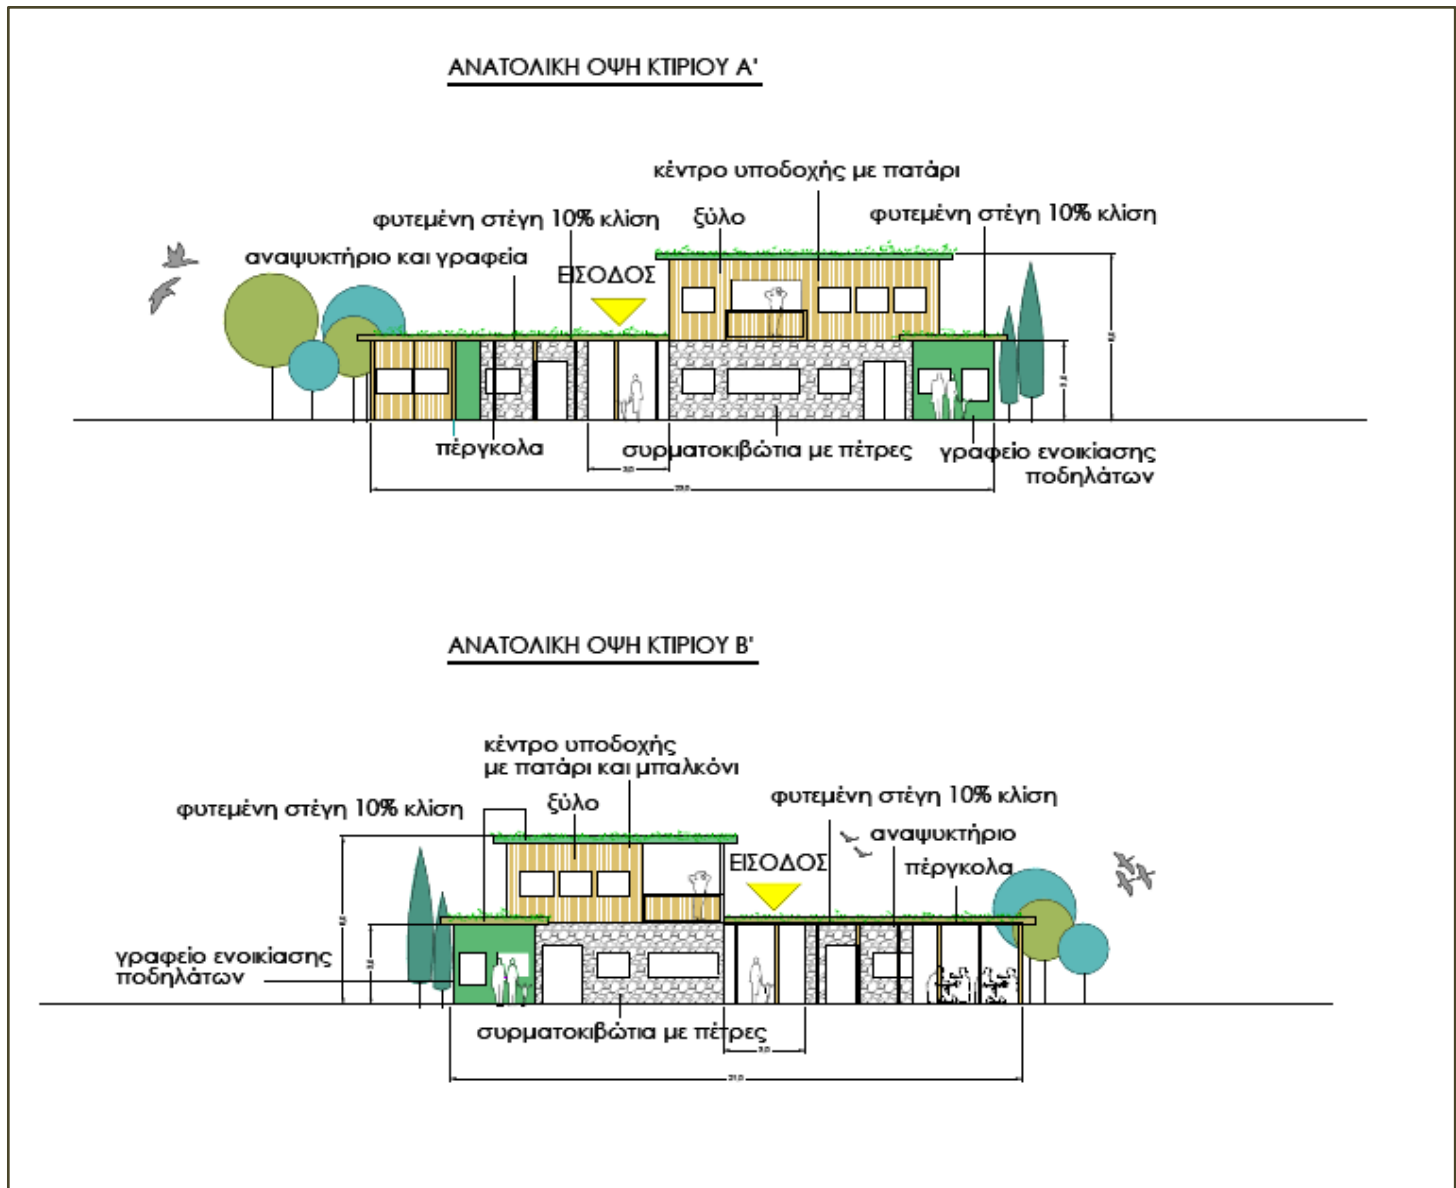 ΑΝΑΤΟΛΙΚΗ ΟΨΗ ΚΤΙΡΙΟΥ Α'
κέντρο υποδοχής με πατάρι
φυτεμένη στέγη 10% κλίση
ξύλο
φυτεμένη στέγη 10% κλίση
αναψυκτήριο και γραφεία
ΕΙΣΟΔΟΣ
πέργκολα
συρματοκιβώτια με πέτρες
γραφείο ενοικίασης
ποδηλάτων
ΑΝΑΤΟΛΙΚΗ ΟΨΗ ΚΤΙΡΙΟΥ Β'
κέντρο υποδοχής
με πατάρι και μπαλκόνι
φυτεμένη στέγη 10% κλίση
ξύλο
φυτεμένη στέγη 10% κλίση
αναψυκτήριο
ΕΙΣΟΔΟΣ
πέργκολα
γραφείο ενοικίασης
ποδηλάτων
συρματοκιβώτια με πέτρες